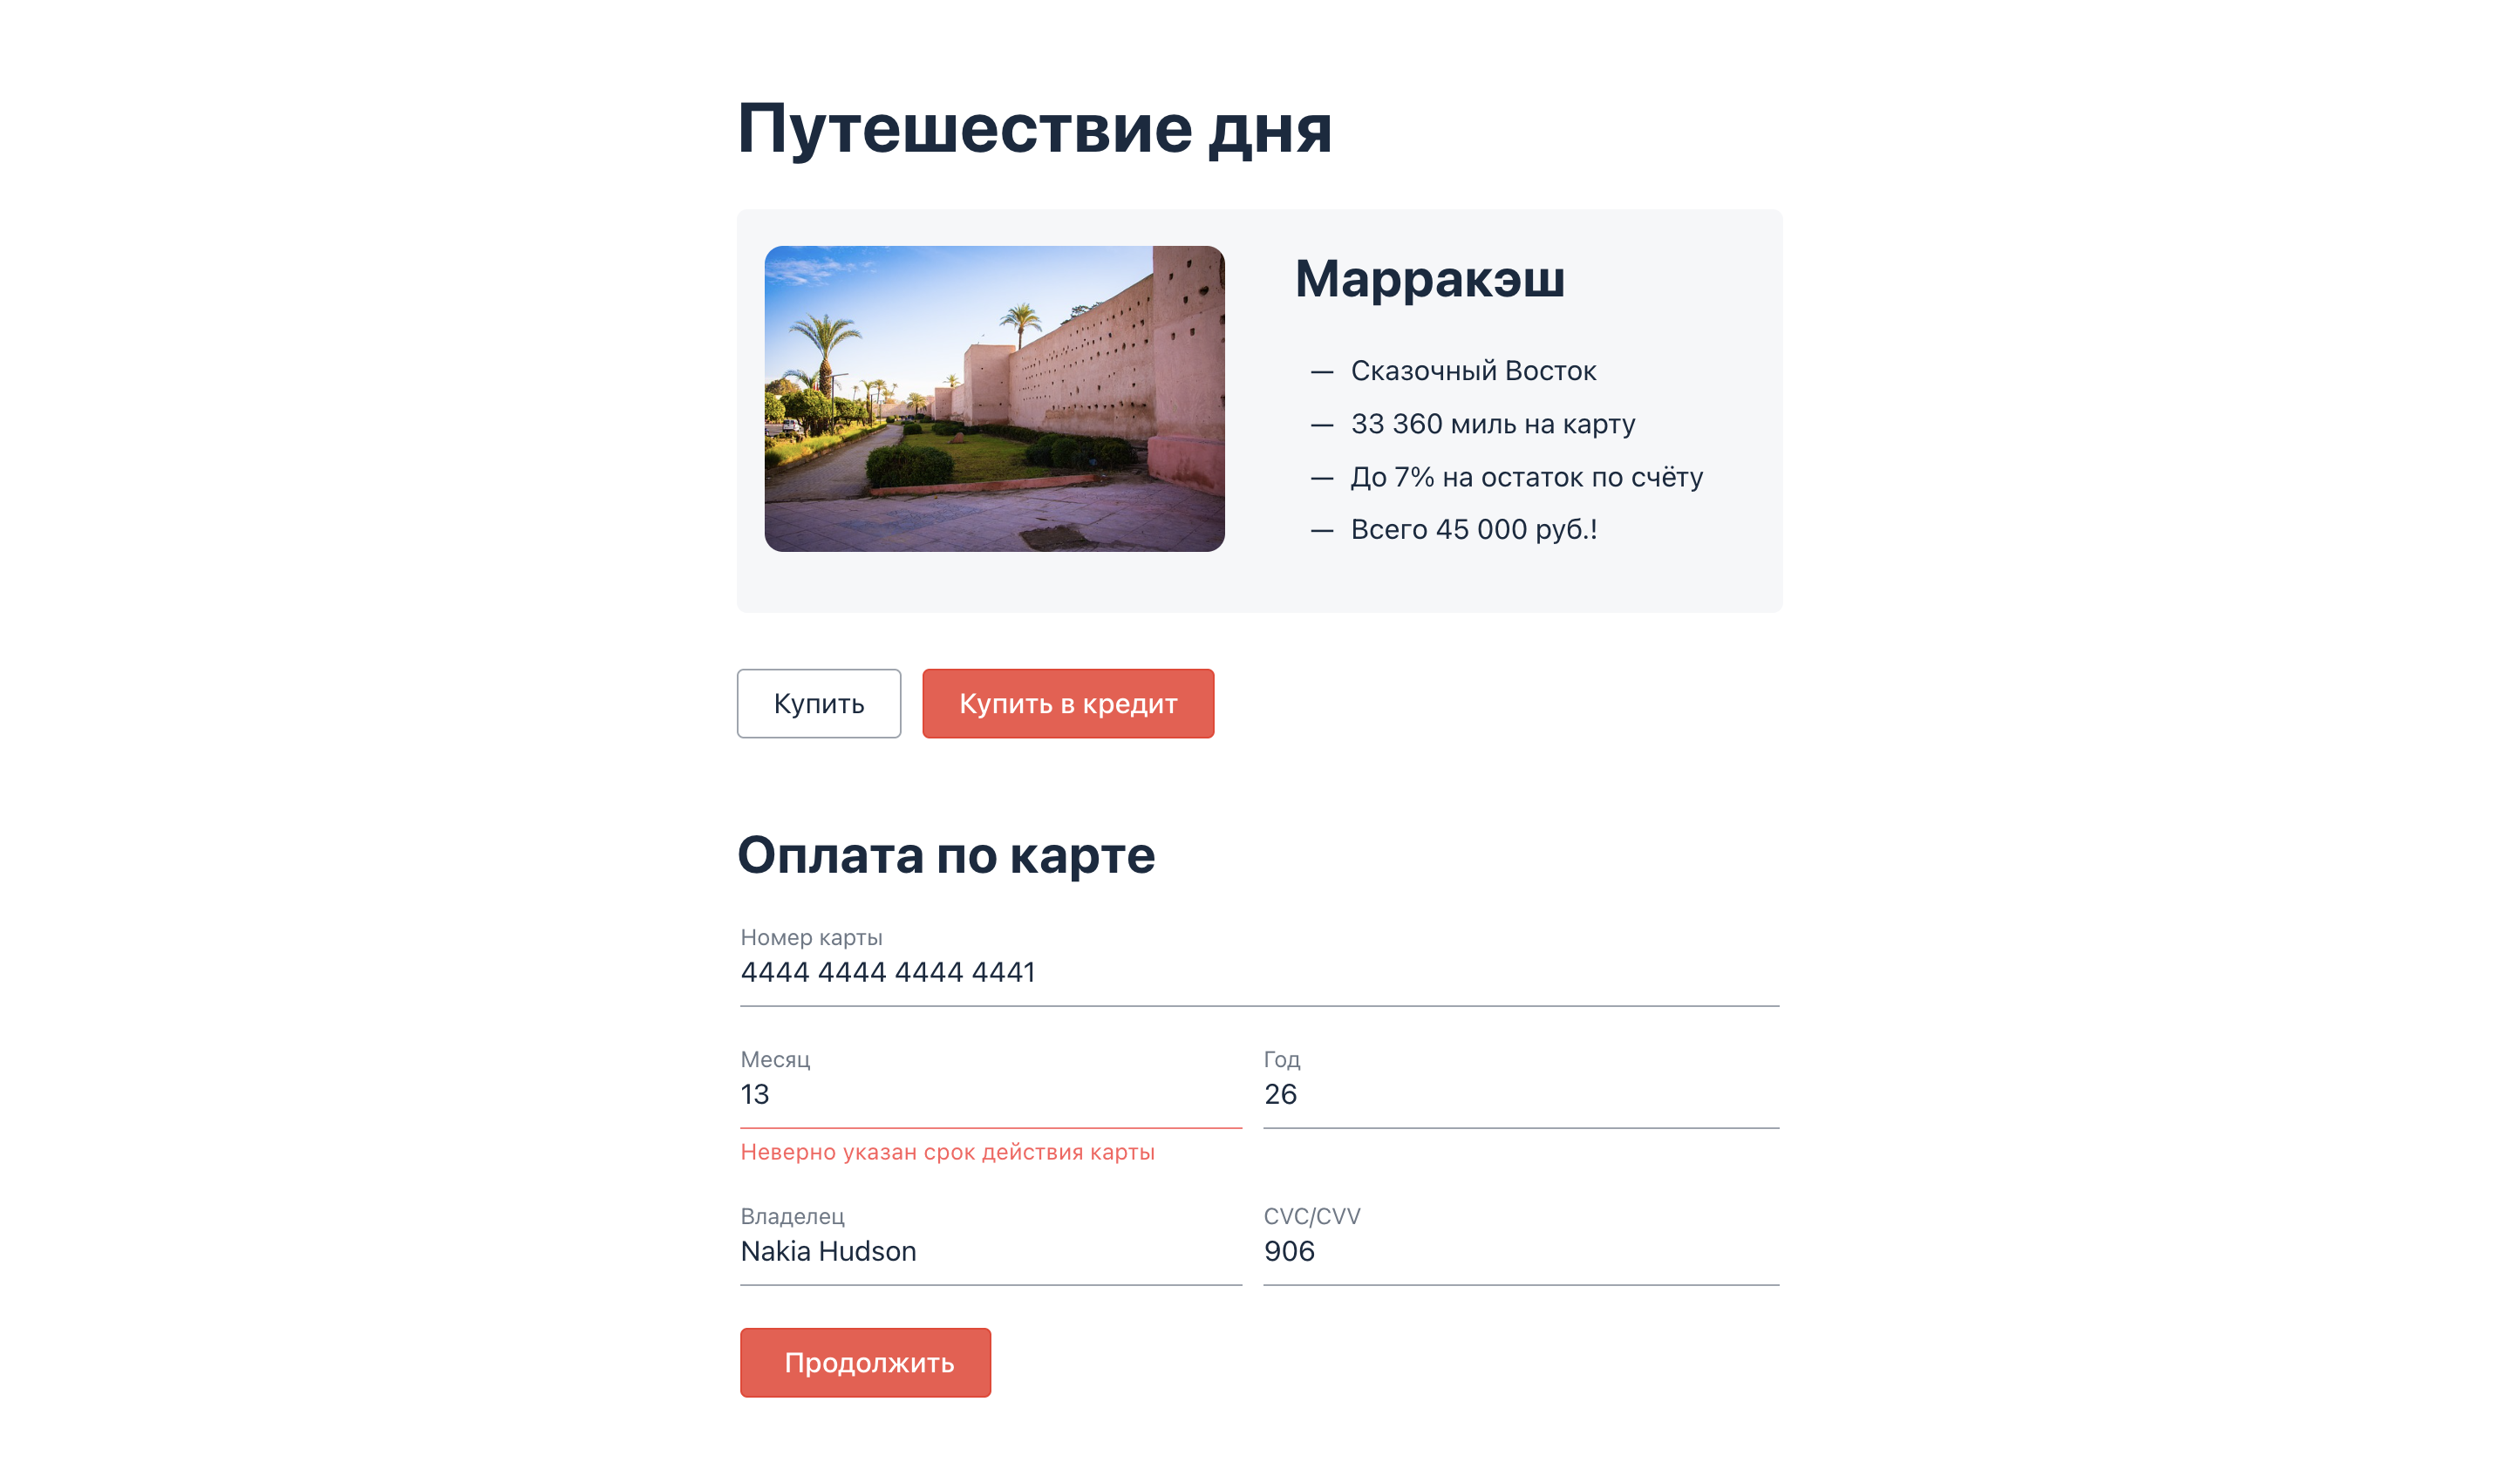 Путешествие дня
Марракэш
— Сказочный Восток
— 33 360 миль на карту
— До 7% на остаток по счёту
— Всего 45 000 руб.!
Купить
Купить в кредит
Оплата по карте
Номер карты
4444 4444 4444 4441
Месяц
Год
13
26
Неверно указан срок действия карты
Владелец
CVC/CVV
Nakia Hudson
906
Продолжить